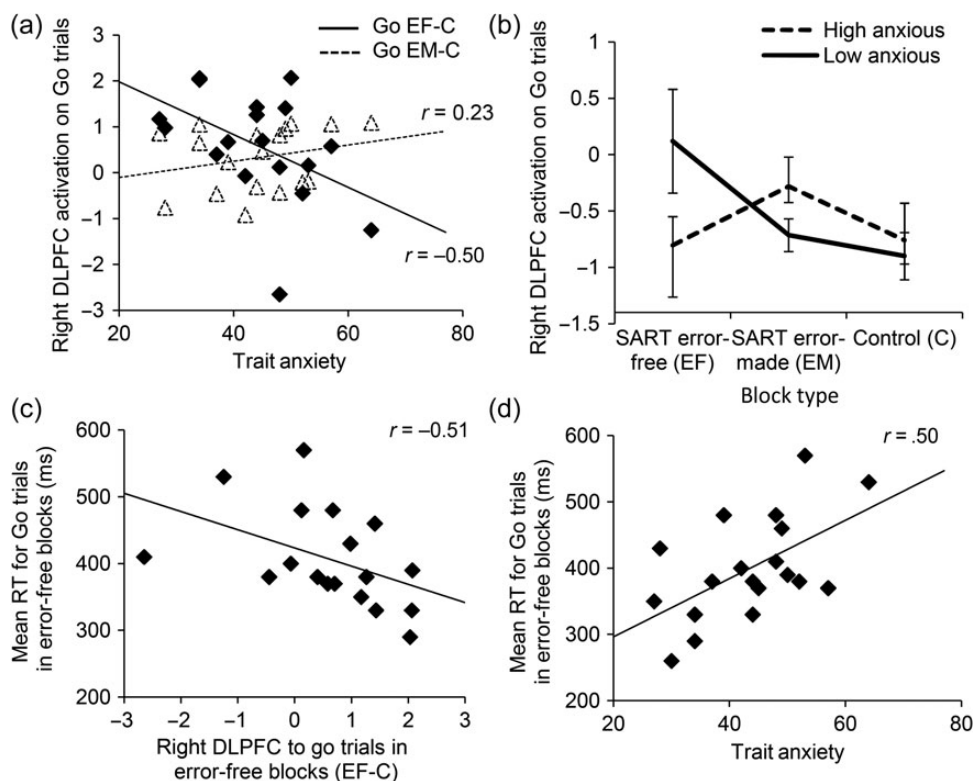 (a)
Go EF-C
Go EM-C
Right DLPFC activation on Go trials
3
2
1
0
–1
–2
–3
r = 0.23
r = –0.50
20
40
60
80
Trait anxiety
(b)
High anxious
Low anxious
Right DLPFC activation on Go trials
1
0.5
0
–0.5
–1
–1.5
SART error-
free (EF)
SART error-
made (EM)
Control (C)
Block type
(c)
r = –0.51
Mean RT for Go trials
in error-free blocks (ms)
600
500
400
300
200
–3
–2
–1
0
1
2
3
Right DLPFC to go trials in
error-free blocks (EF-C)
(d)
r = .50
Mean RT for Go trials
in error-free blocks (ms)
600
500
400
300
200
20
40
60
80
Trait anxiety